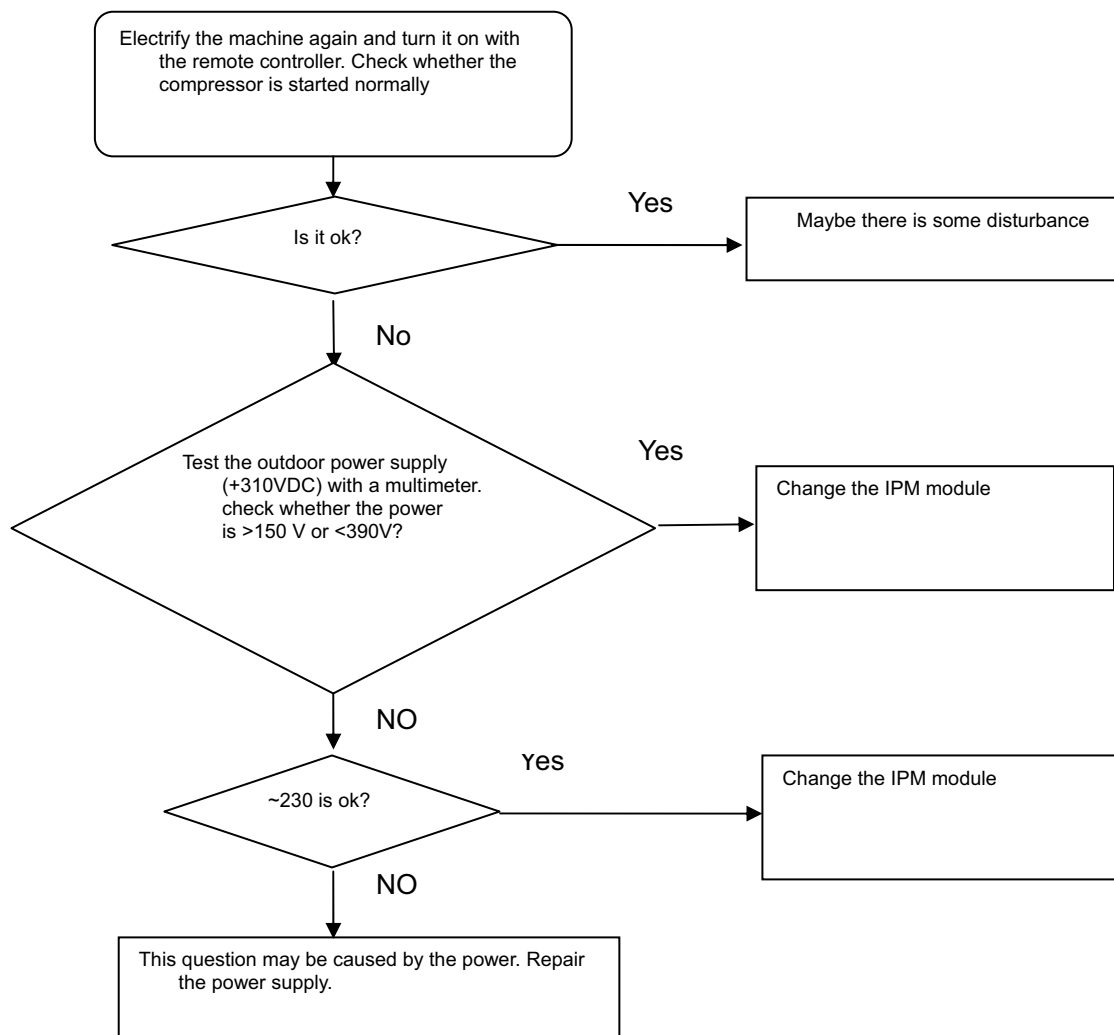 Electrify the machine again and turn it on with
the remote controller. Check whether the
compressor is started normally
Yes
Is it ok?
Maybe there is some disturbance
No
Yes
Test the outdoor power supply
(+310VDC) with a multimeter.
check whether the power
is >150 V or <390V?
Change the IPM module
NO
Yes
~230 is ok?
Change the IPM module
NO
This question may be caused by the power. Repair
the power supply.